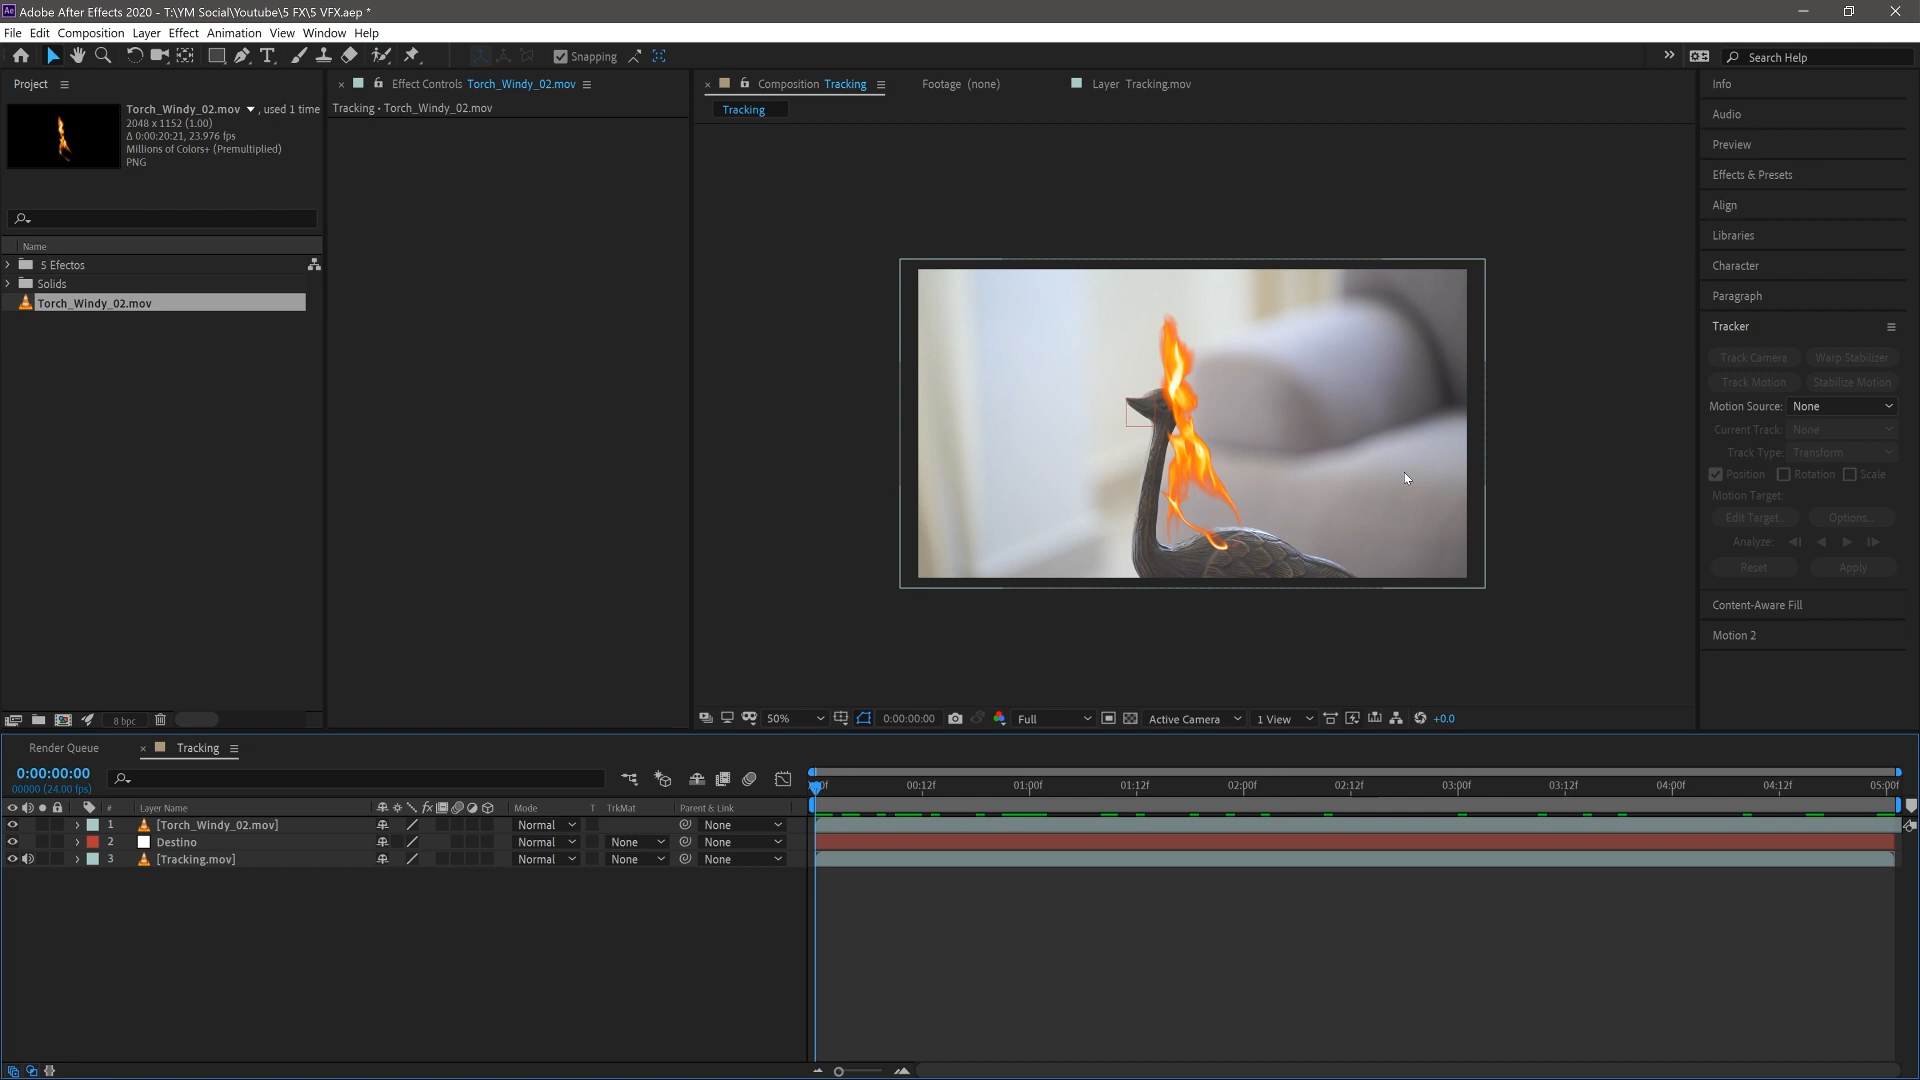 Adobe After Effects 2020 - T:\YM Social\Youtube\5 FX\5 VFX.aep *
File Edit Composition Layer Effect Animation View Window Help
Snapping
Search Help
Project
Torch_Windy_02.mov , used 1 time
2048 x 1152 (1.00)
Δ 0:00:20:21, 23.976 fps
Millions of Colors+ (Premultiplied)
PNG
Name
5 Efectos
Solids
Torch_Windy_02.mov
8 bpc
Effect Controls Torch_Windy_02.mov
Tracking • Torch_Windy_02.mov
Composition Tracking
Footage (none)
Layer Tracking.mov
Tracking
50%
0:00:00:00
Full
Active Camera
1 View
+0.0
Info
Audio
Preview
Effects & Presets
Align
Libraries
Character
Paragraph
Tracker
Track Camera Warp Stabilizer
Track Motion Stabilize Motion
Motion Source: None
Current Track: None
Track Type: Transform
Position Rotation Scale
Motion Target:
Edit Target... Options...
Analyze:
Reset Apply
Content-Aware Fill
Motion 2
Render Queue
Tracking
0:00:00:00
00000 (24.00 fps)
00:12f 01:00f 01:12f 02:00f 02:12f 03:00f 03:12f 04:00f 04:12f 05:00f
# Layer Name fx Mode T TrkMat Parent & Link
1 [Torch_Windy_02.mov] Normal None
2 Destino Normal None None
3 [Tracking.mov] Normal None None